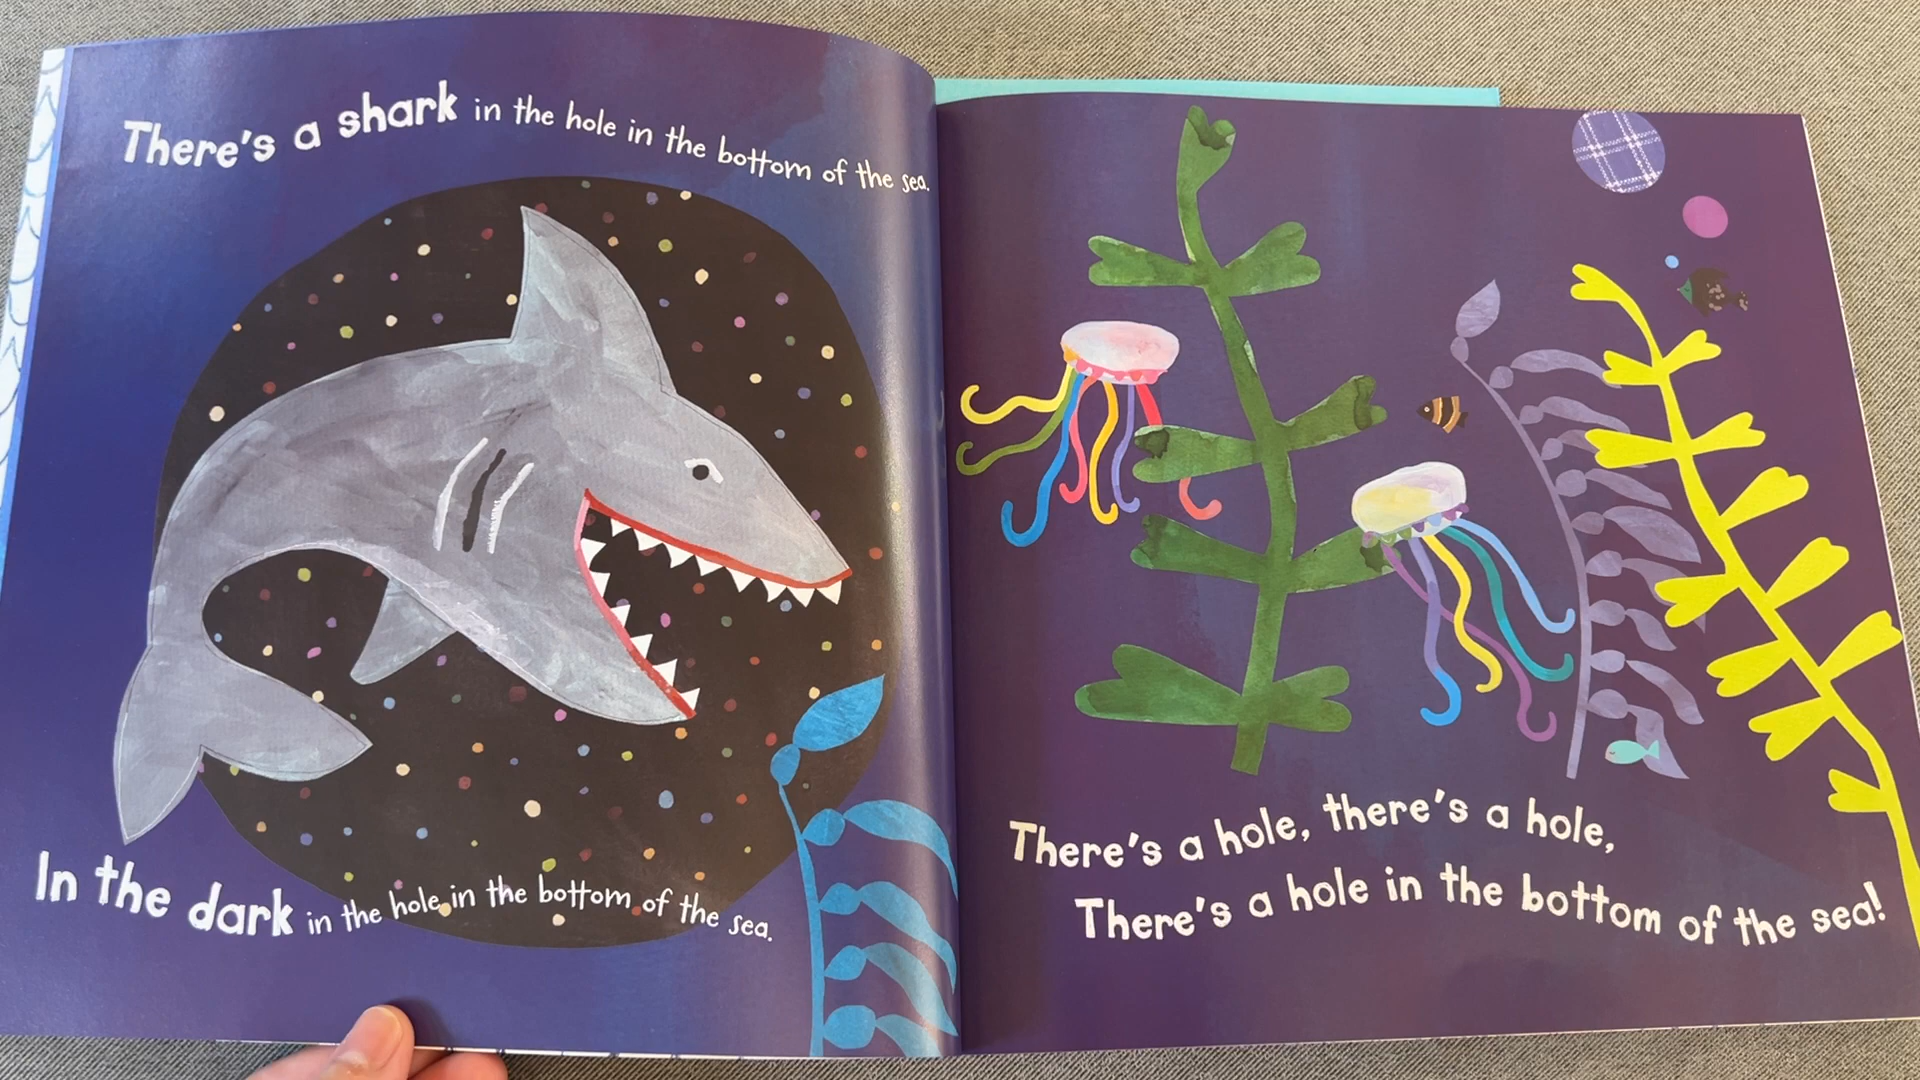 There's a shark in the hole in the bottom of the sea.
In the dark in the hole in the bottom of the sea.
There's a hole, there's a hole,
There's a hole in the bottom of the sea!